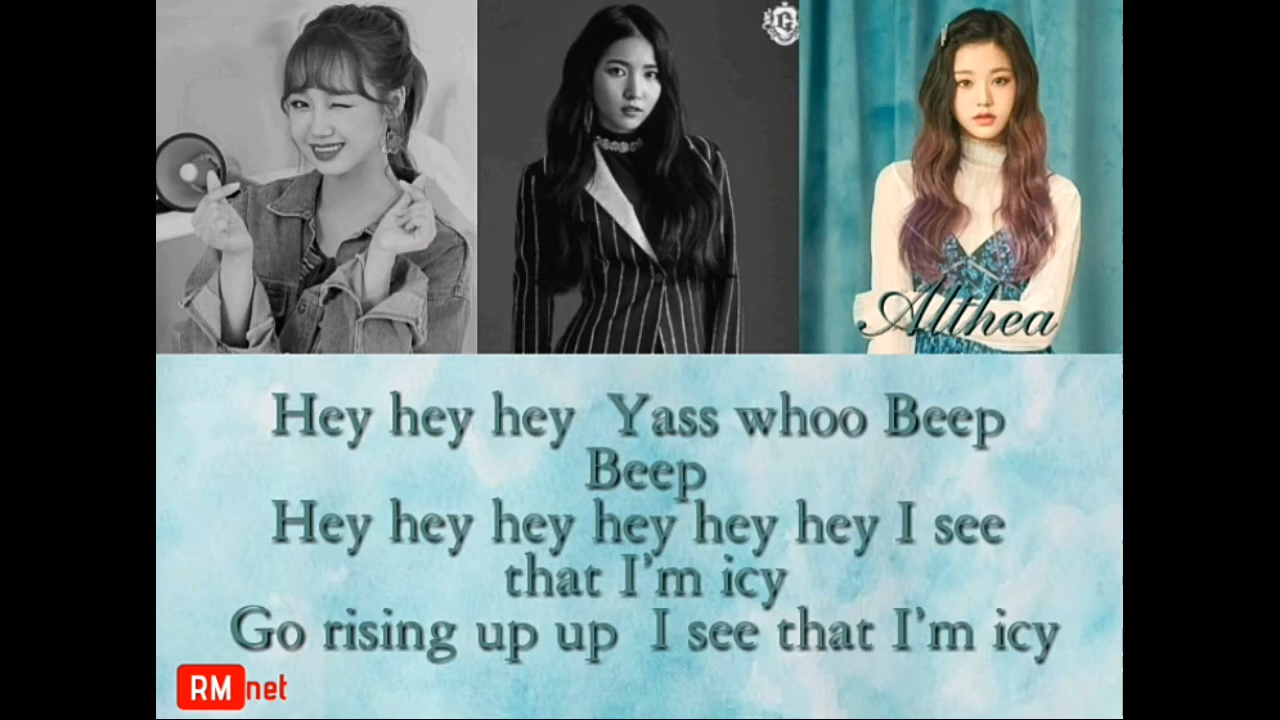 Althea
Hey hey hey Yass whoo Beep
Beep
Hey hey hey hey hey hey I see
that I'm icy
Go rising up up I see that I'm icy
RM net